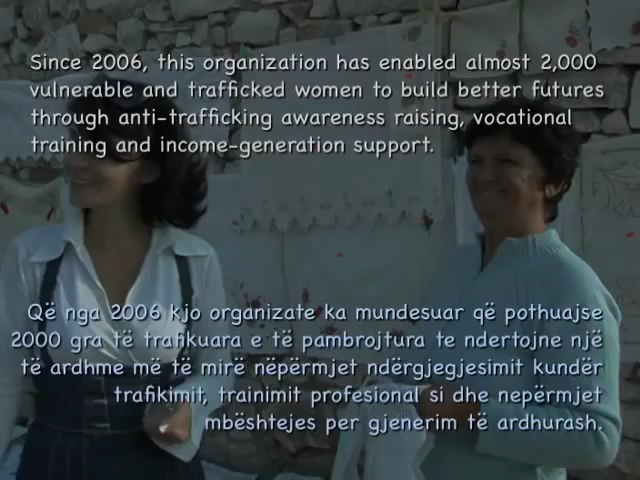 Since 2006, this organization has enabled almost 2,000
vulnerable and trafficked women to build better futures
through anti-trafficking awareness raising, vocational
training and income-generation support.
Që nga 2006 kjo organizate ka mundesuar që pothuajse
2000 gra të trafikuara e të pambrojtura te ndertojne një
të ardhme më të mirë nëpërmjet ndërgjegjesimit kundër
trafikimit, trainimit profesional si dhe nepërmjet
mbështejes per gjenerim të ardhurash.